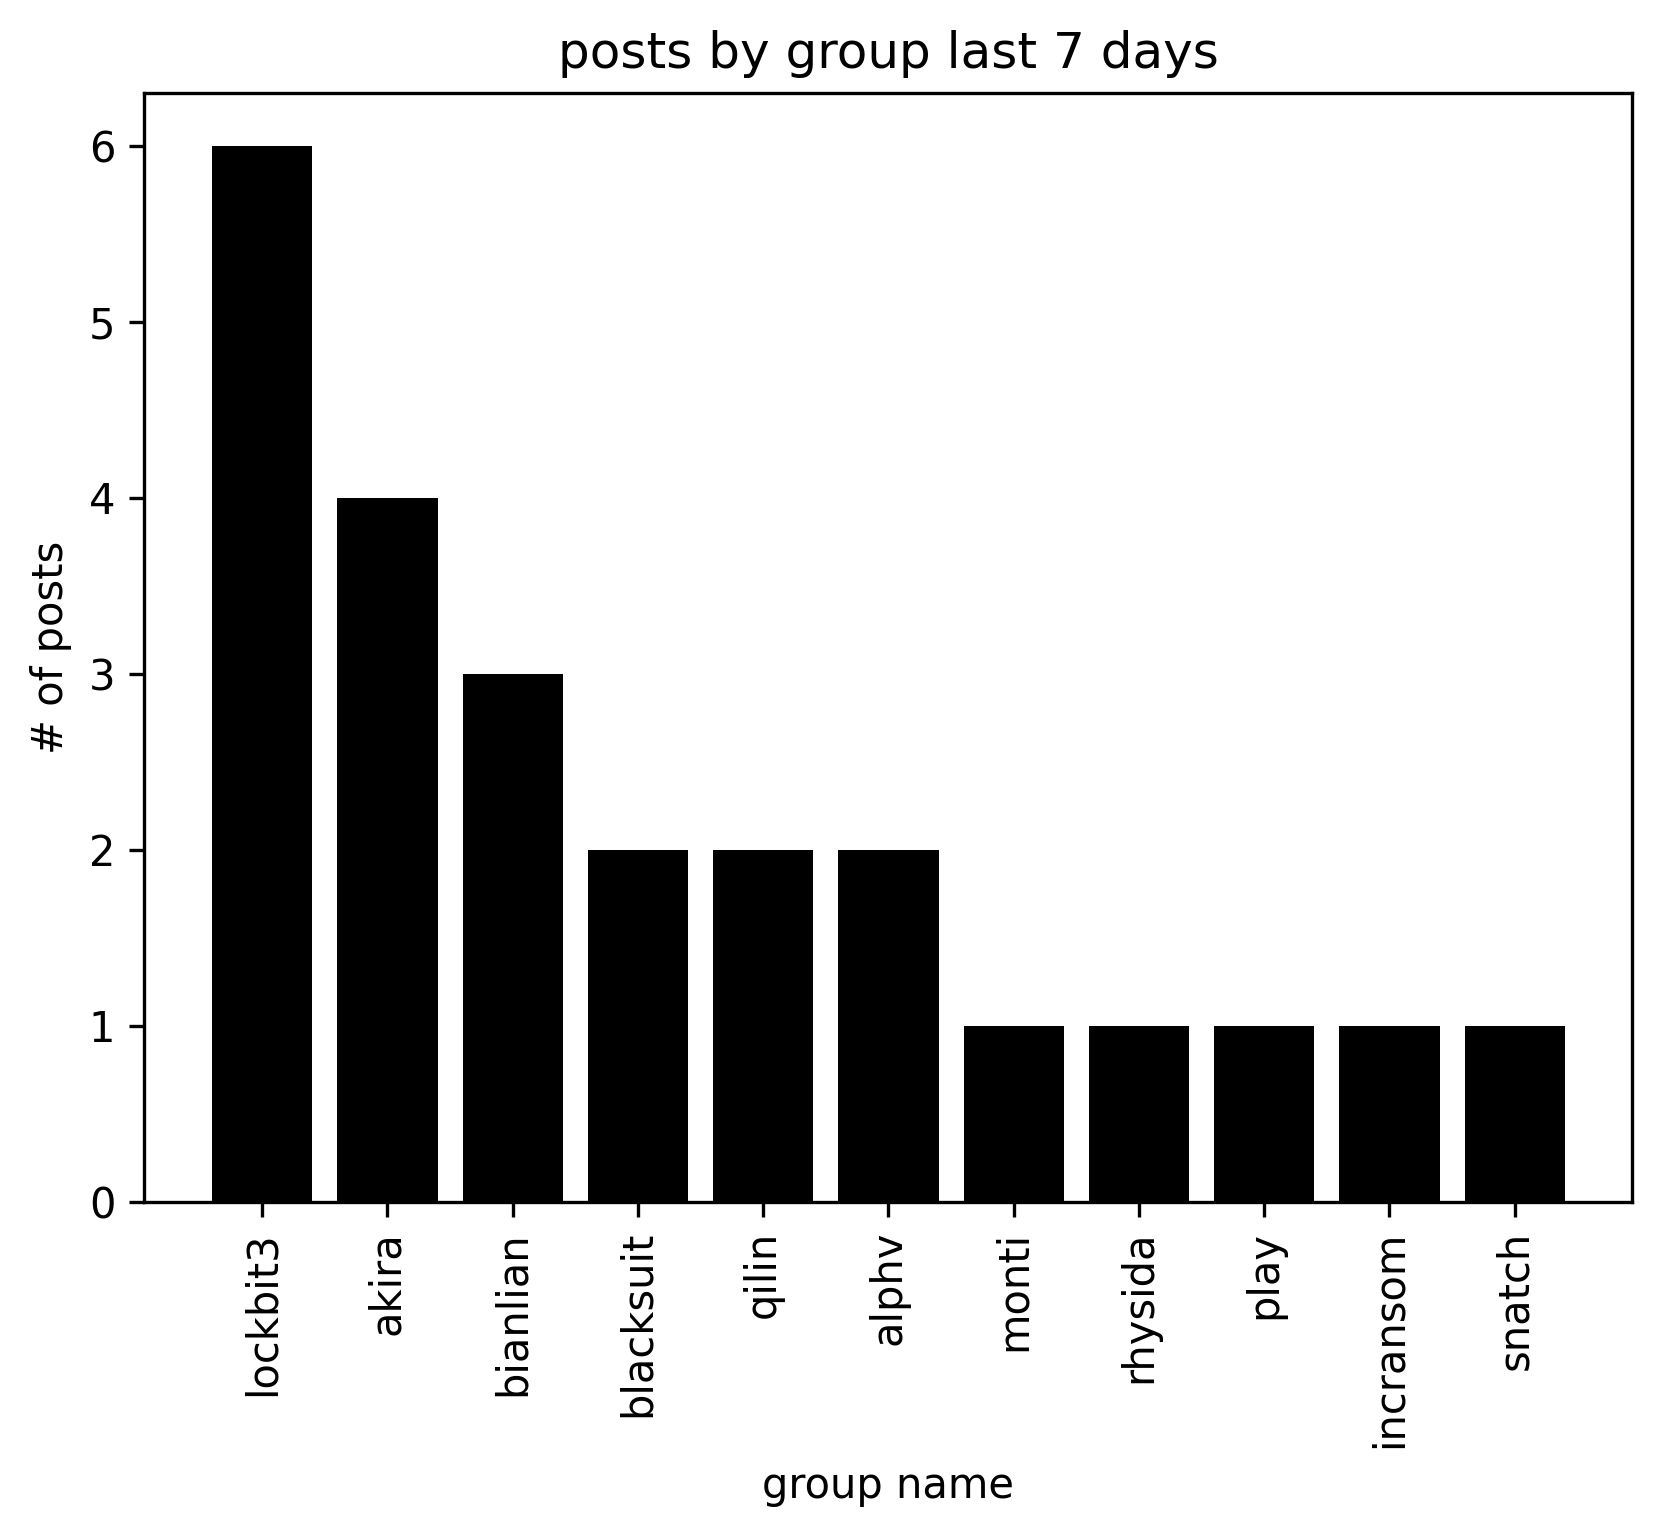 posts by group last 7 days
# of posts
6
5
4
3
2
1
0
lockbit3
akira
bianlian
blacksuit
qilin
alphv
monti
rhysida
play
incransom
snatch
group name